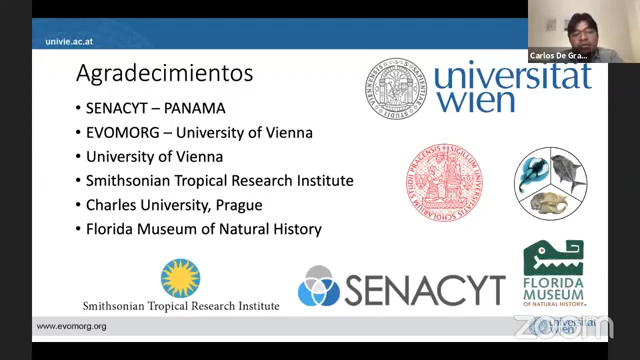 univie.ac.at
Carlos De Gra...
Agradecimientos
universität
wien
• SENACYT – PANAMA
• EVOMORG – University of Vienna
• University of Vienna
• Smithsonian Tropical Research Institute
• Charles University, Prague
• Florida Museum of Natural History
Smithsonian Tropical Research Institute
SENACYT
FLORIDA
MUSEUM
OF NATURAL HISTORY
www.evomorg.org
universität
wien
zoom